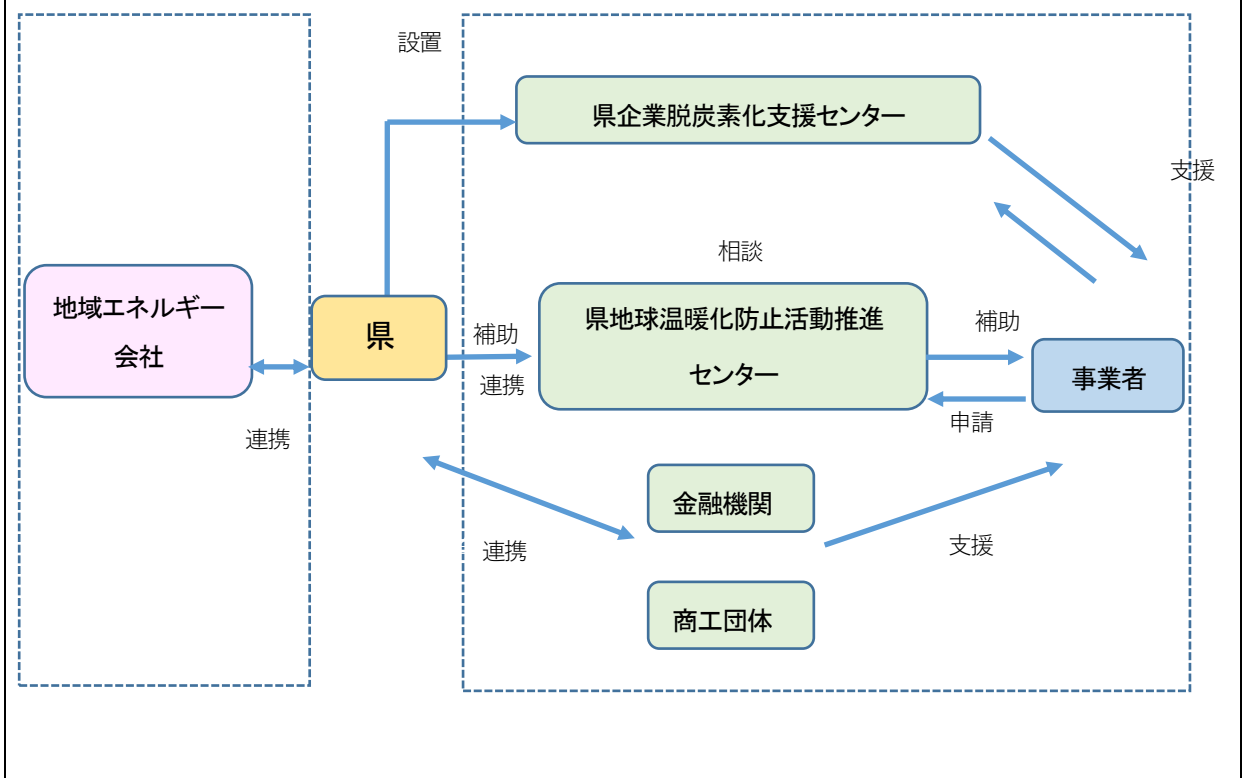 設置
県企業脱炭素化支援センター
支援
相談
地域エネルギー
会社
県
補助
連携
県地球温暖化防止活動推進
センター
補助
事業者
申請
連携
金融機関
連携
支援
商工団体